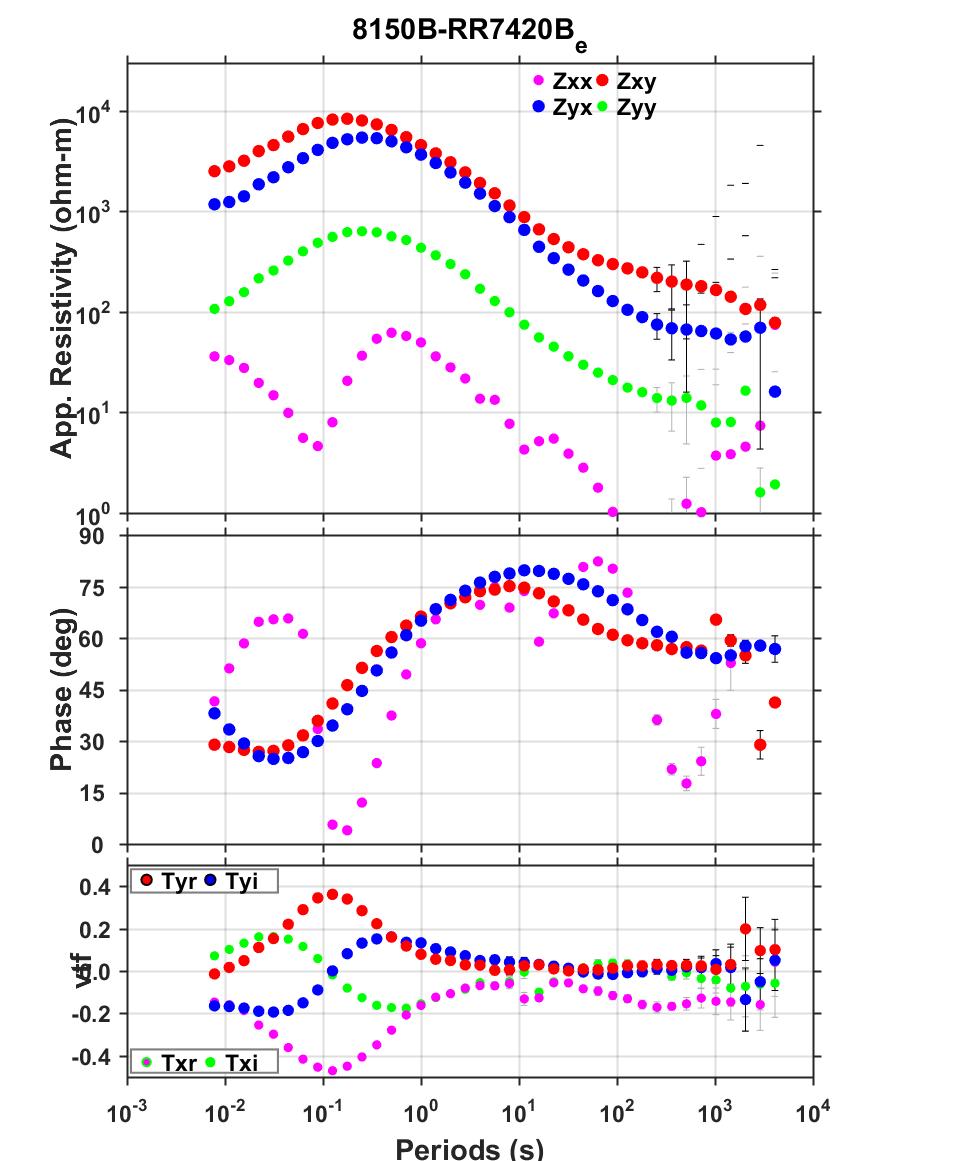 8150B-RR7420Be
Zxx Zxy
Zyx Zyy
10^4
10^3
10^2
10^1
10^0
App. Resistivity (ohm-m)
90
75
60
45
30
15
0
Phase (deg)
Tyr Tyi
0.4
0.2
0.0
-0.2
-0.4
vtf
Txr Txi
10^-3 10^-2 10^-1 10^0 10^1 10^2 10^3 10^4
Periods (s)